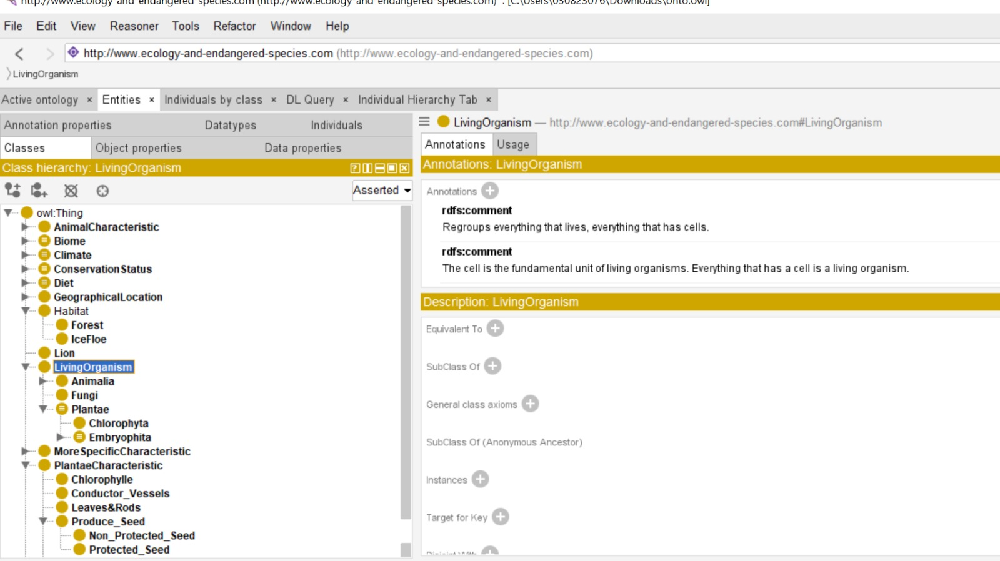 http://www.ecology-and-endangered-species.com (http://www.ecology-and-endangered-species.com) : [C:\Users\030823076\Downloads\onto.owl]
File Edit View Reasoner Tools Refactor Window Help
http://www.ecology-and-endangered-species.com (http://www.ecology-and-endangered-species.com)
LivingOrganism
Active ontology × Entities × Individuals by class × DL Query × Individual Hierarchy Tab ×
Annotation properties Datatypes Individuals
Classes Object properties Data properties
Class hierarchy: LivingOrganism
Asserted
owl:Thing
AnimalCharacteristic
Biome
Climate
ConservationStatus
Diet
GeographicalLocation
Habitat
Forest
IceFloe
Lion
LivingOrganism
Animalia
Fungi
Plantae
Chlorophyta
Embryophita
MoreSpecificCharacteristic
PlantaeCharacteristic
Chlorophylle
Conductor_Vessels
Leaves&Rods
Produce_Seed
Non_Protected_Seed
Protected_Seed
LivingOrganism — http://www.ecology-and-endangered-species.com#LivingOrganism
Annotations Usage
Annotations: LivingOrganism
Annotations
rdfs:comment
Regroups everything that lives, everything that has cells.
rdfs:comment
The cell is the fundamental unit of living organisms. Everything that has a cell is a living organism.
Description: LivingOrganism
Equivalent To
SubClass Of
General class axioms
SubClass Of (Anonymous Ancestor)
Instances
Target for Key
Disjoint With